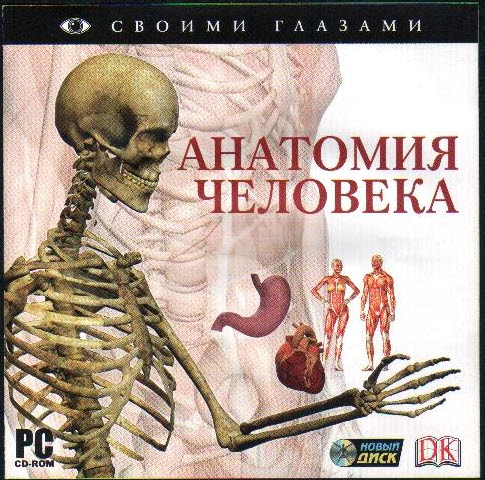 СВОИМИ ГЛАЗАМИ
АНАТОМИЯ
ЧЕЛОВЕКА
PC
CD-ROM
НОВЫЙ
ДИСК
DK